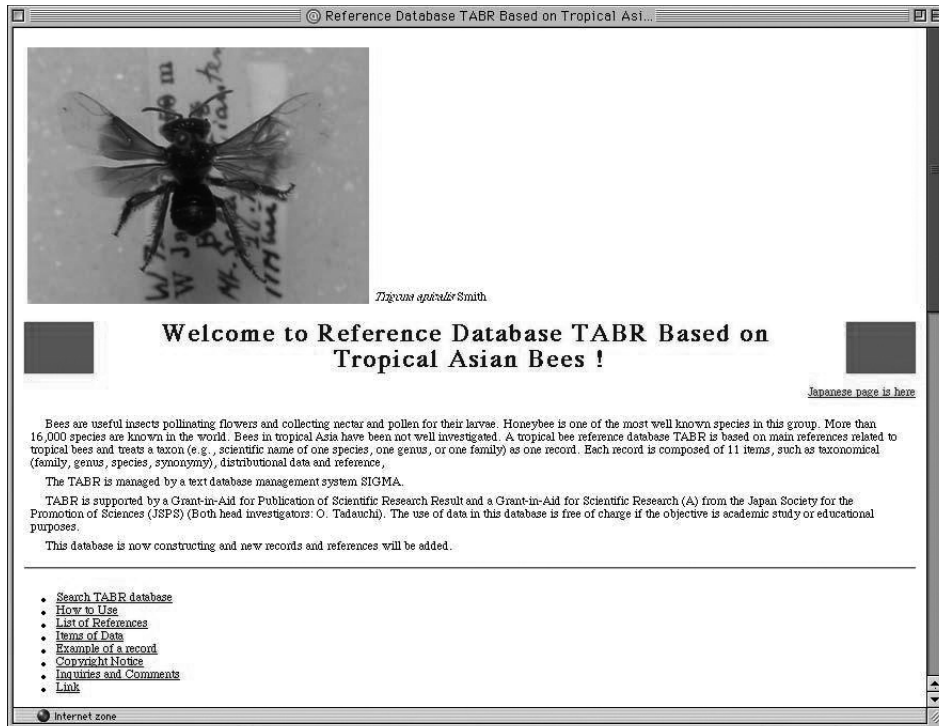 Reference Database TABR Based on Tropical Asi...
Trigona apicalis Smith
Welcome to Reference Database TABR Based on
Tropical Asian Bees !
Japanese page is here
Bees are useful insects pollinating flowers and collecting nectar and pollen for their larvae. Honeybee is one of the most well known species in this group. More than
16,000 species are known in the world. Bees in tropical Asia have been not well investigated. A tropical bee reference database TABR is based on main references related to
tropical bees and treats a taxon (e.g., scientific name of one species, one genus, or one family) as one record. Each record is composed of 11 items, such as taxonomical
(family, genus, species, synonymy), distributional data and reference,
The TABR is managed by a text database management system SIGMA.
TABR is supported by a Grant-in-Aid for Publication of Scientific Research Result and a Grant-in-Aid for Scientific Research (A) from the Japan Society for the
Promotion of Sciences (JSPS) (Both head investigators: O. Tadauchi). The use of data in this database is free of charge if the objective is academic study or educational
purposes.
This database is now constructing and new records and references will be added.
Search TABR database
How to Use
List of References
Items of Data
Example of a record
Copyright Notice
Inquiries and Comments
Link
Internet zone